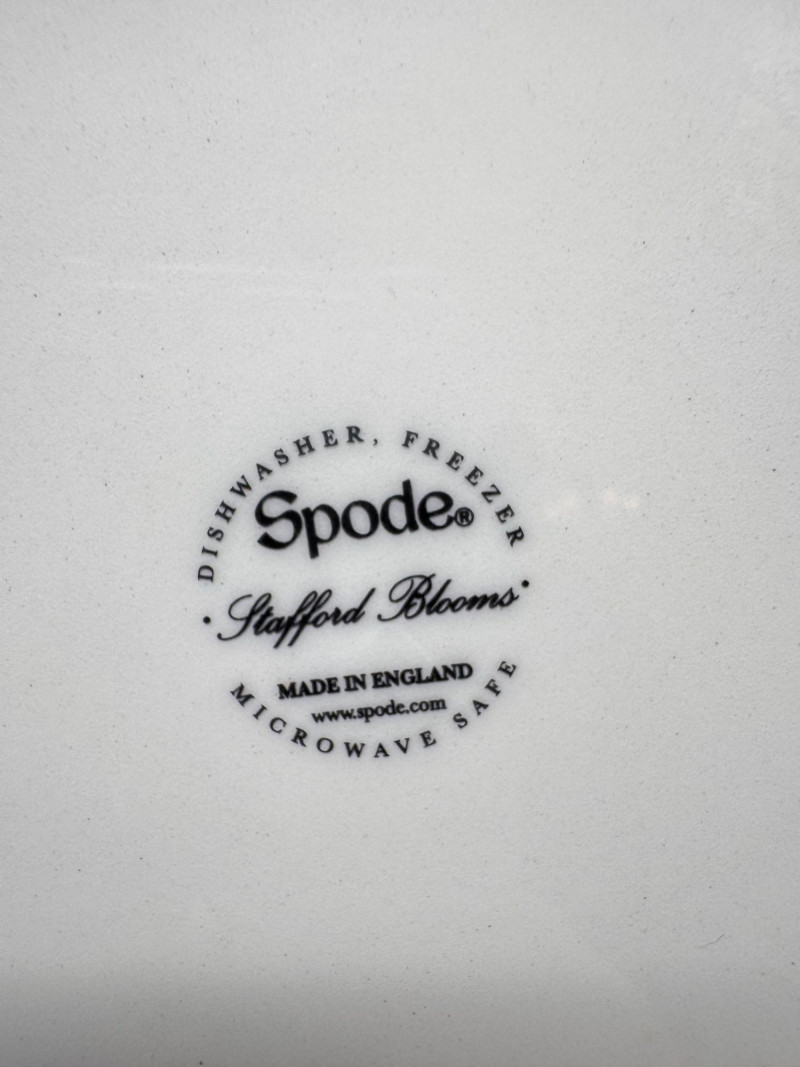 DISHWASHER, FREEZER
Spode®
• Stafford Blooms •
MADE IN ENGLAND
www.spode.com
MICROWAVE SAFE